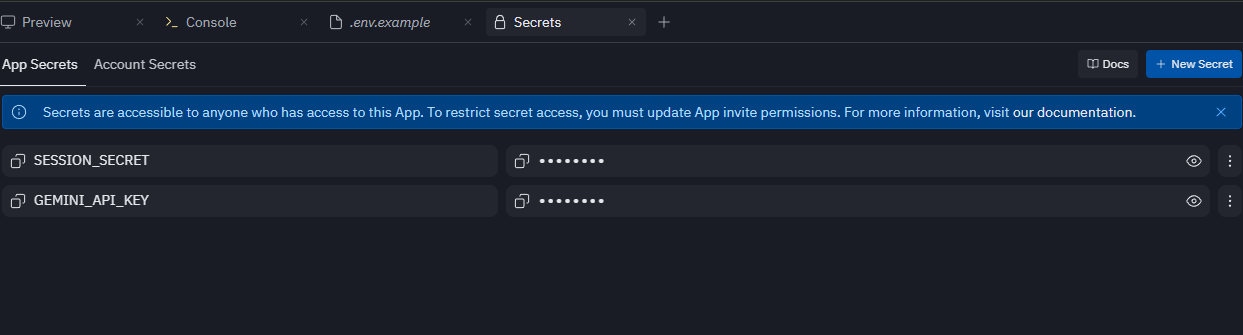 Preview
Console
.env.example
Secrets
App Secrets
Account Secrets
Docs
New Secret
Secrets are accessible to anyone who has access to this App. To restrict secret access, you must update App invite permissions. For more information, visit our documentation.
SESSION_SECRET
••••••••
GEMINI_API_KEY
••••••••